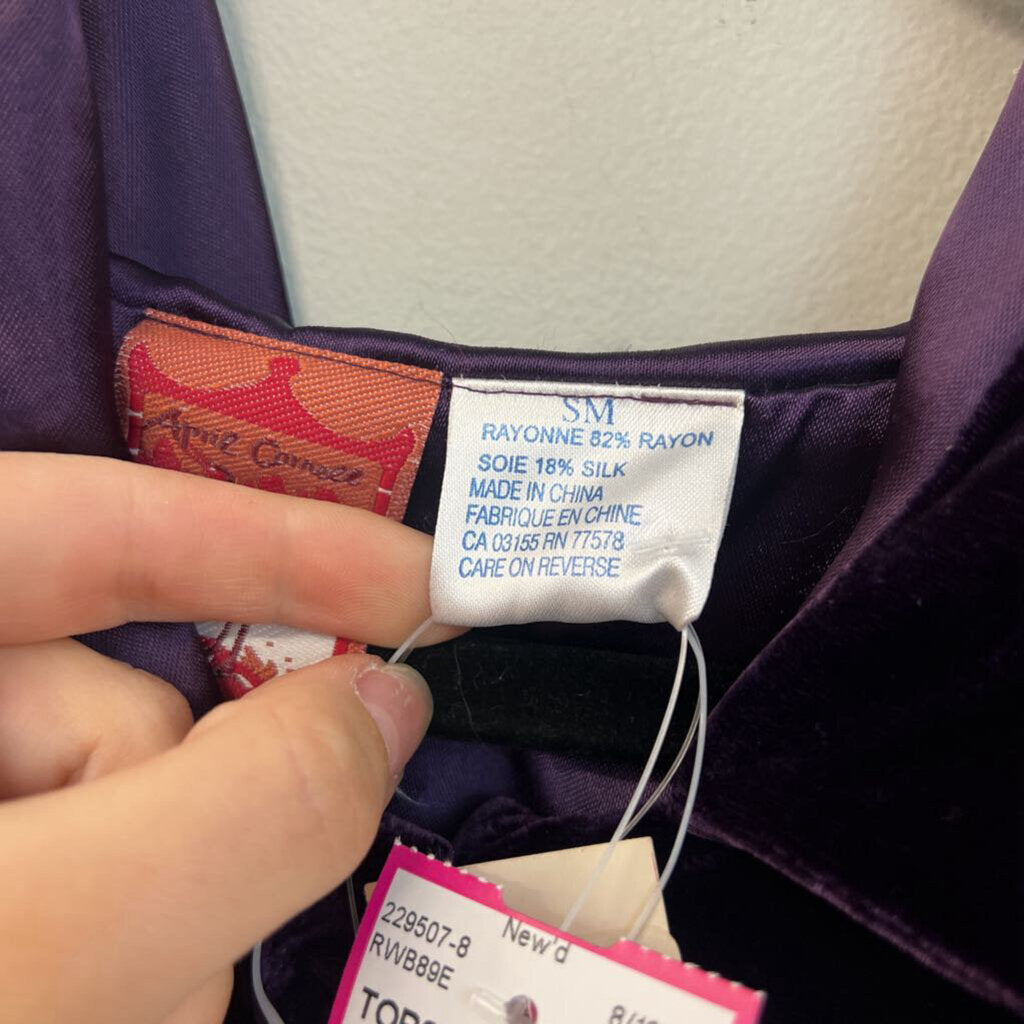 April Cornell
SM
RAYONNE 82% RAYON
SOIE 18% SILK
MADE IN CHINA
FABRIQUE EN CHINE
CA 03155 RN 77578
CARE ON REVERSE
229507-8
New'd
RWB89E